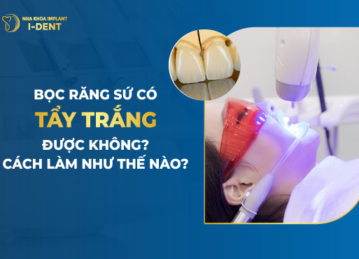 NHA KHOA IMPLANT
I-DENT
BỌC RĂNG SỨ CÓ
TẨY TRẮNG
ĐƯỢC KHÔNG?
CÁCH LÀM NHƯ THẾ NÀO?